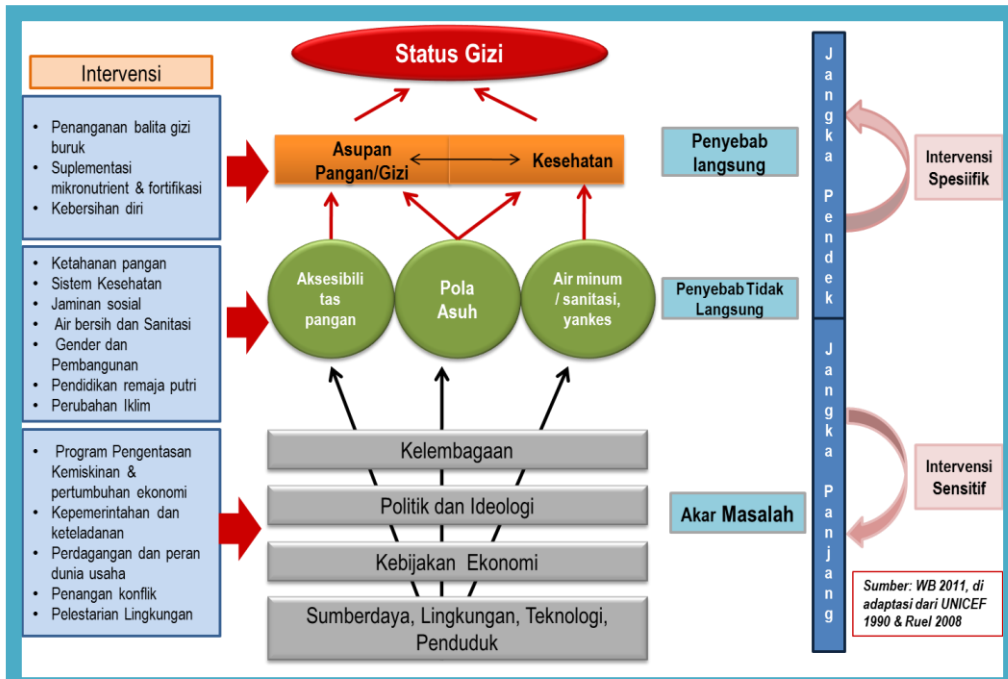 Status Gizi
Intervensi
• Penanganan balita gizi
buruk
• Suplementasi
mikronutrient & fortifikasi
• Kebersihan diri
Asupan
Pangan/Gizi
Kesehatan
Penyebab
langsung
• Ketahanan pangan
• Sistem Kesehatan
• Jaminan sosial
• Air bersih dan Sanitasi
• Gender dan
Pembangunan
• Pendidikan remaja putri
• Perubahan Iklim
Aksesibili
tas
pangan
Pola
Asuh
Air minum
/ sanitasi,
yankes
Penyebab Tidak
Langsung
• Program Pengentasan
Kemiskinan &
pertumbuhan ekonomi
• Kepemerintahan dan
keteladanan
• Perdagangan dan peran
dunia usaha
• Penangan konflik
• Pelestarian Lingkungan
Kelembagaan
Politik dan Ideologi
Kebijakan Ekonomi
Sumberdaya, Lingkungan, Teknologi,
Penduduk
Akar Masalah
Jangka Pendek
Jangka Panjang
Intervensi
Spesiifik
Intervensi
Sensitif
Sumber: WB 2011, di
adaptasi dari UNICEF
1990 & Ruel 2008